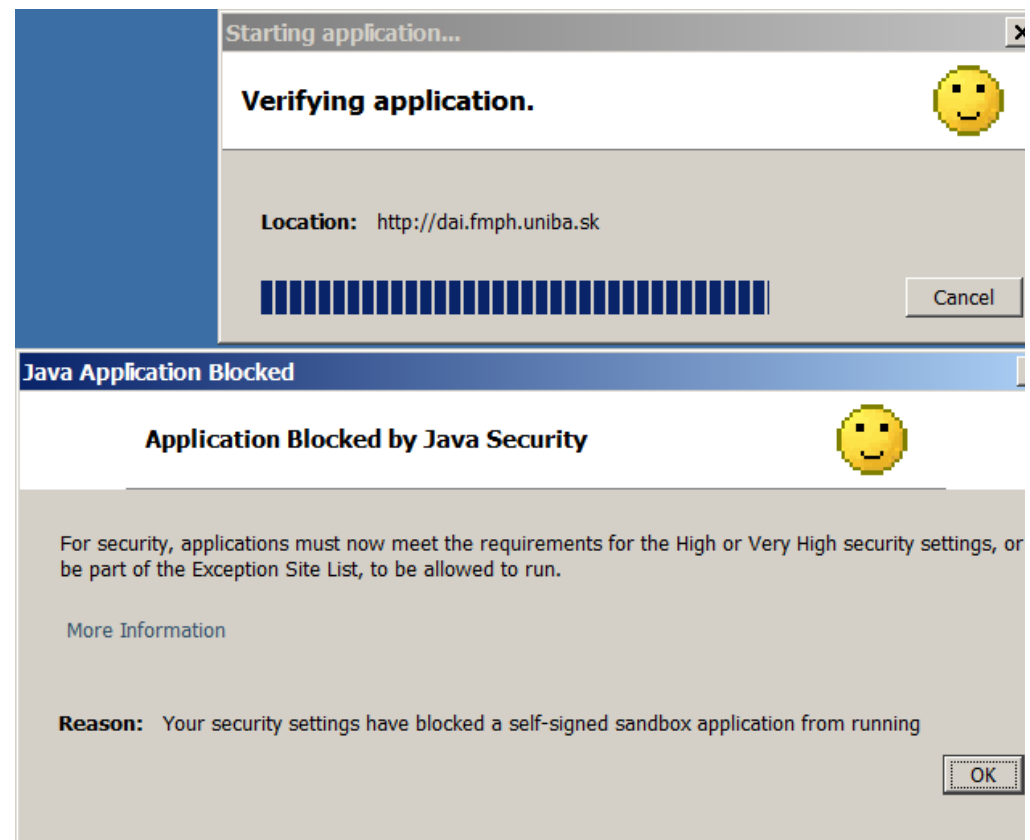 Starting application...
Verifying application.
Location: http://dai.fmph.uniba.sk
Cancel
Java Application Blocked
Application Blocked by Java Security
For security, applications must now meet the requirements for the High or Very High security settings, or
be part of the Exception Site List, to be allowed to run.
More Information
Reason: Your security settings have blocked a self-signed sandbox application from running
OK